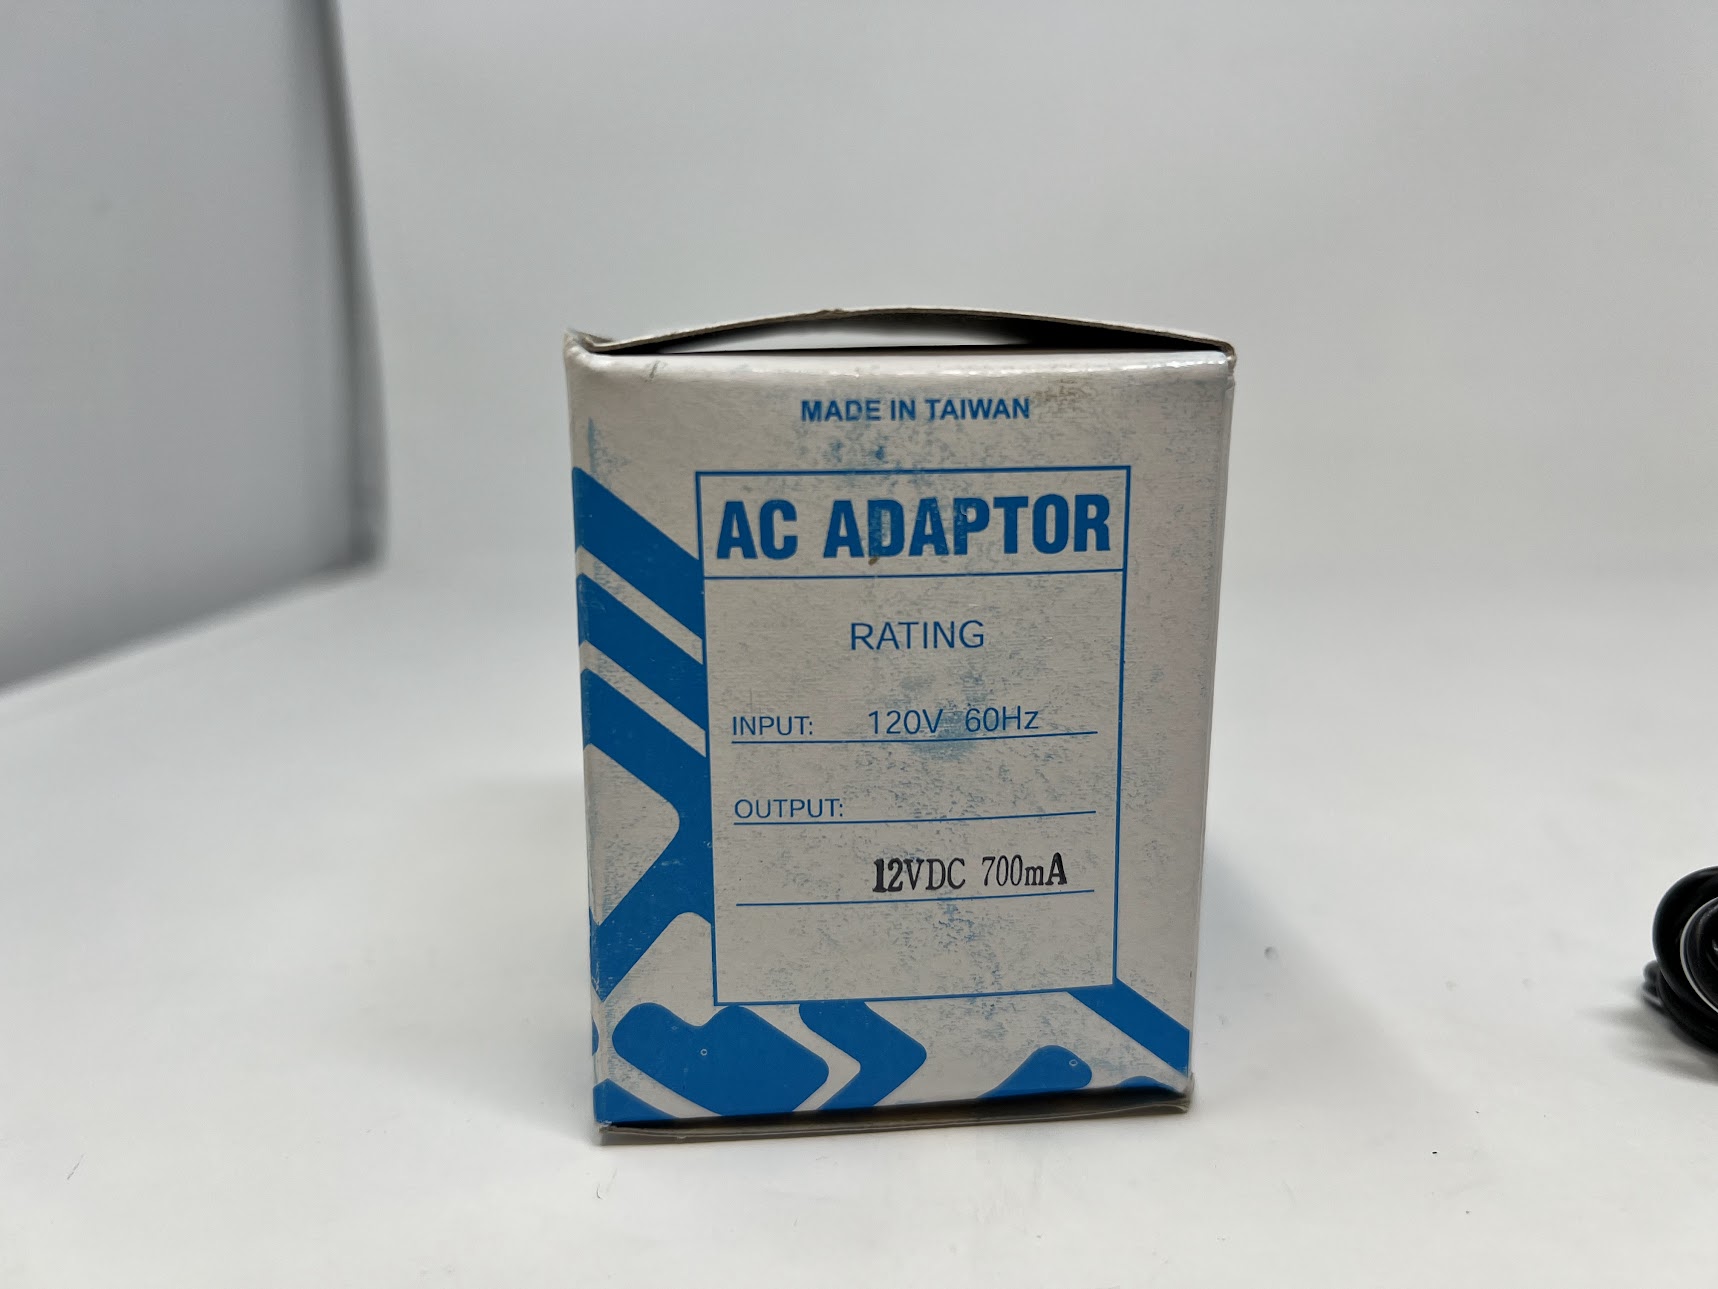 MADE IN TAIWAN
AC ADAPTOR
RATING
INPUT: 120V 60Hz
OUTPUT:
12VDC 700mA